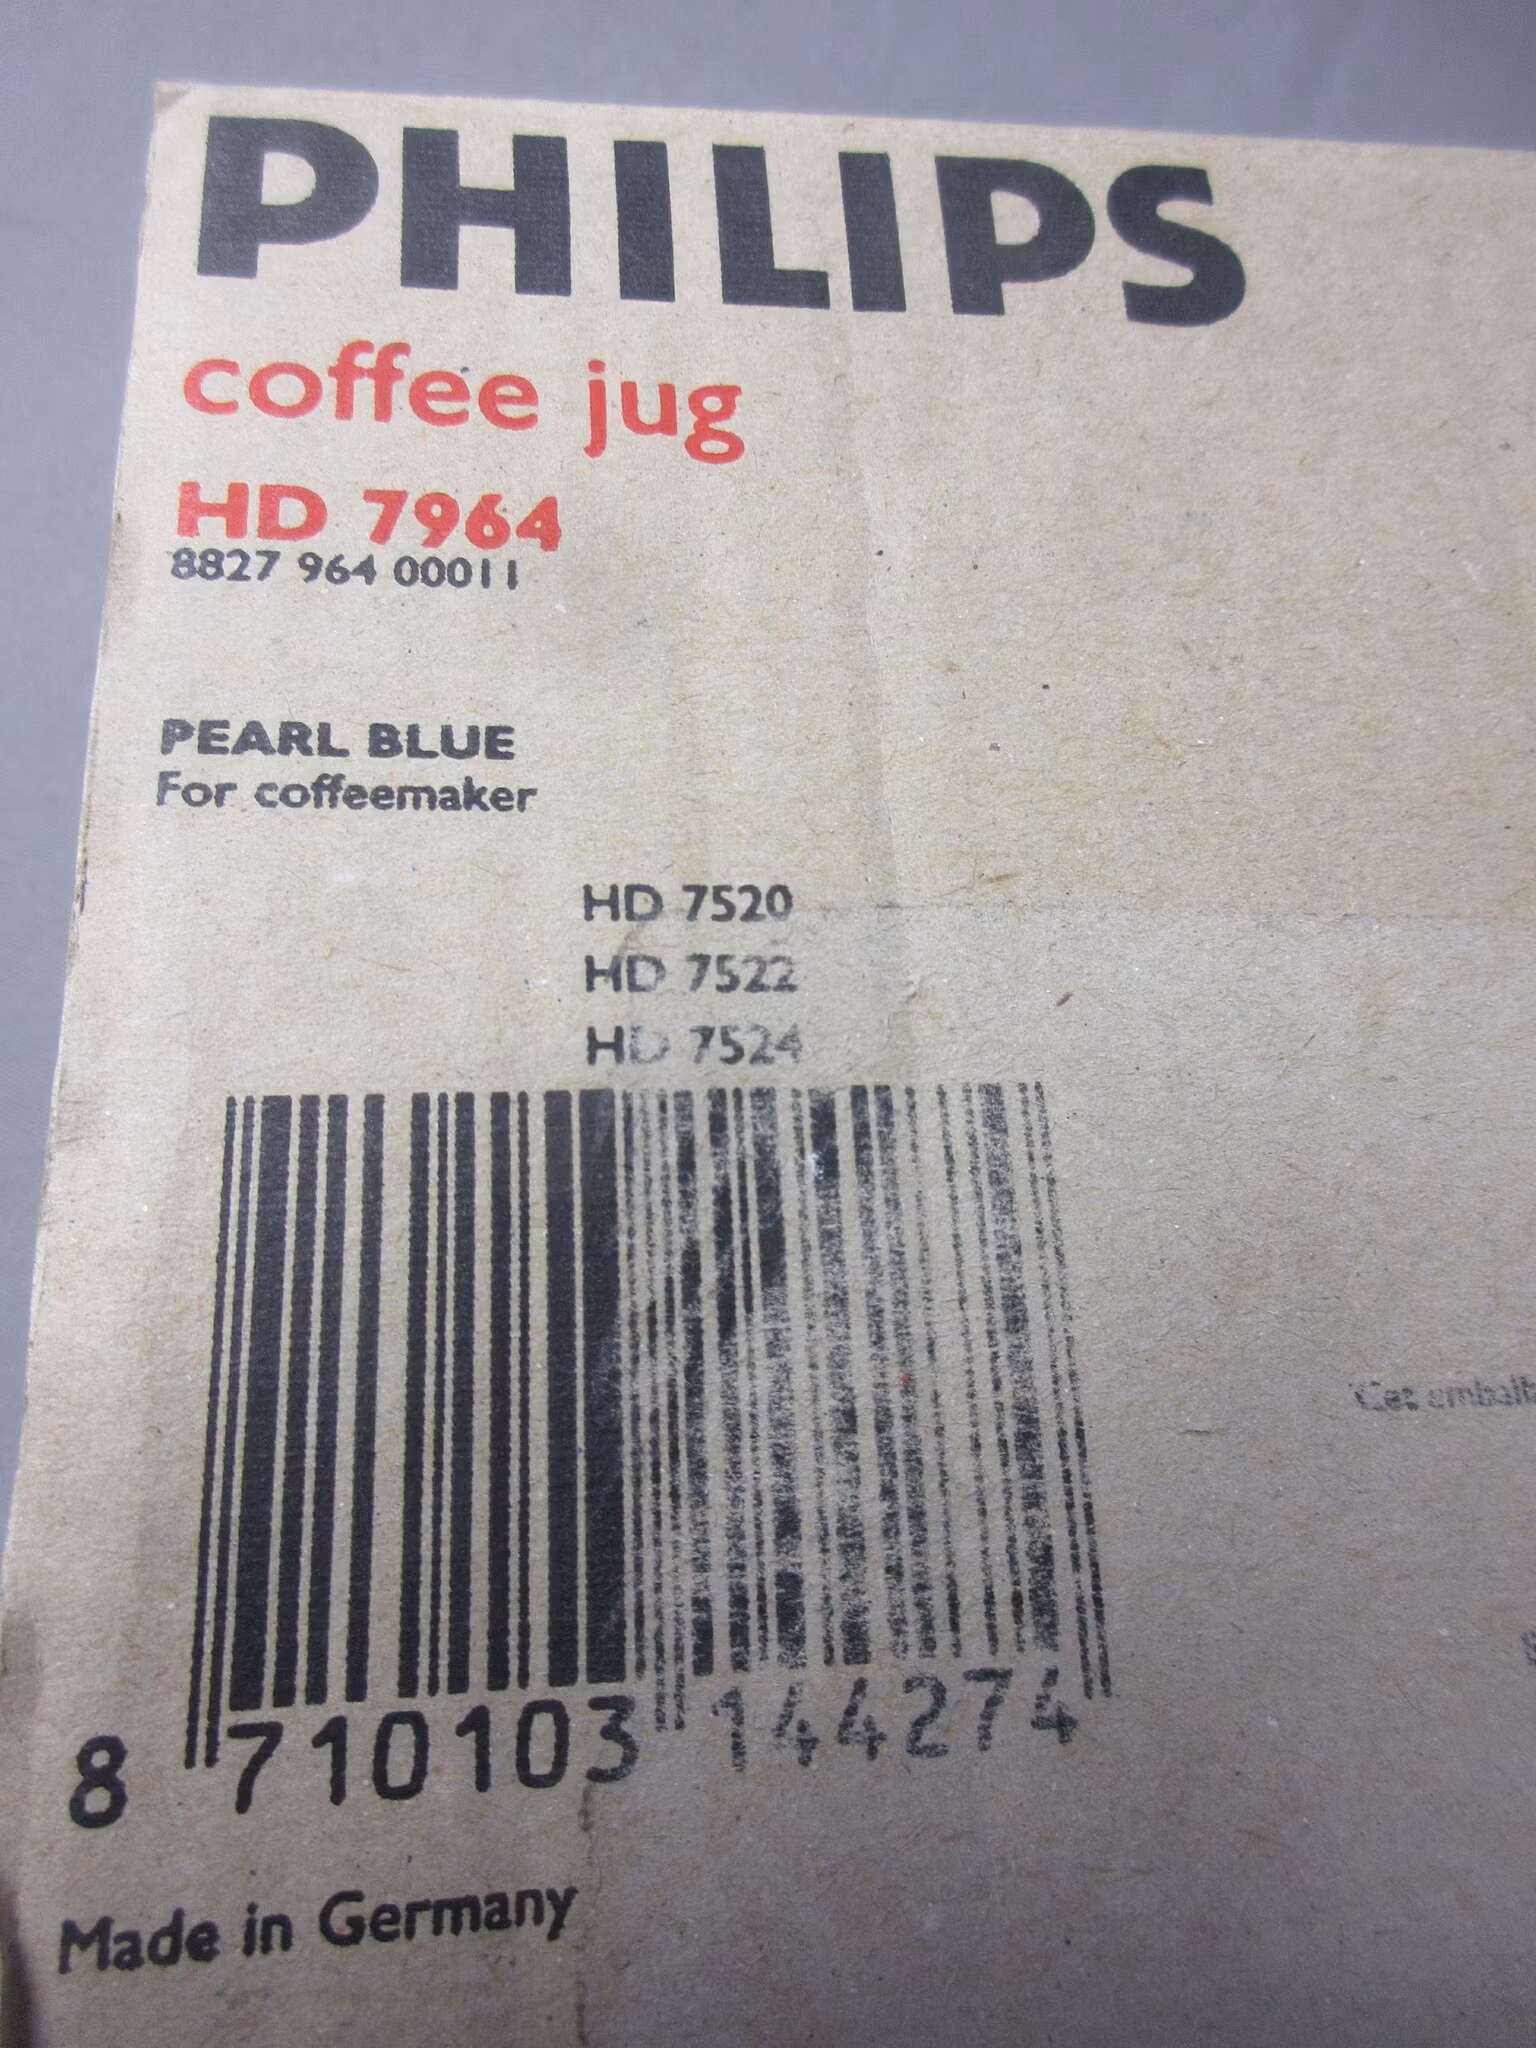 PHILIPS
coffee jug
HD 7964
8827 964 00011
PEARL BLUE
For coffeemaker
HD 7520
HD 7522
HD 7524
8 710103 144274
Made in Germany
Cet